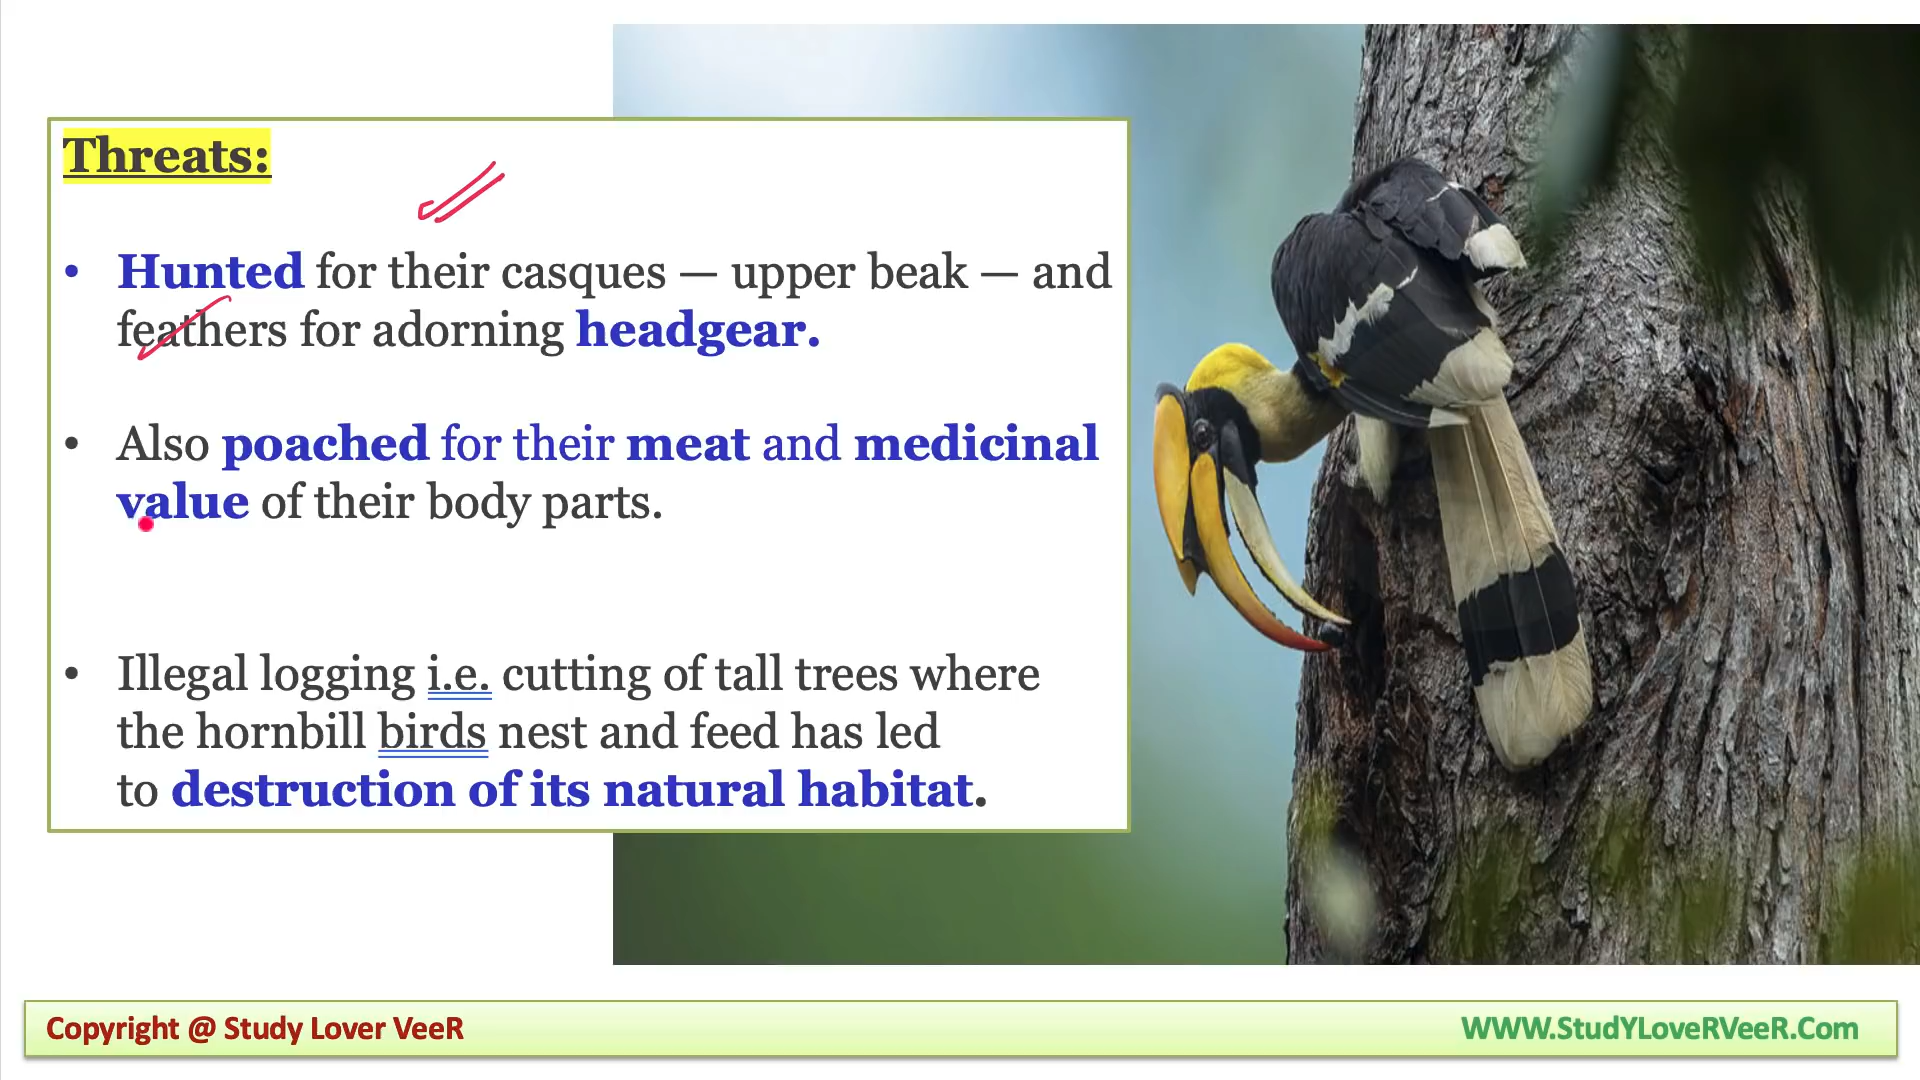 Threats:
• Hunted for their casques — upper beak — and
feathers for adorning headgear.
• Also poached for their meat and medicinal
value of their body parts.
• Illegal logging i.e. cutting of tall trees where
the hornbill birds nest and feed has led
to destruction of its natural habitat.
Copyright @ Study Lover VeeR
WWW.StudYLoveRVeeR.Com